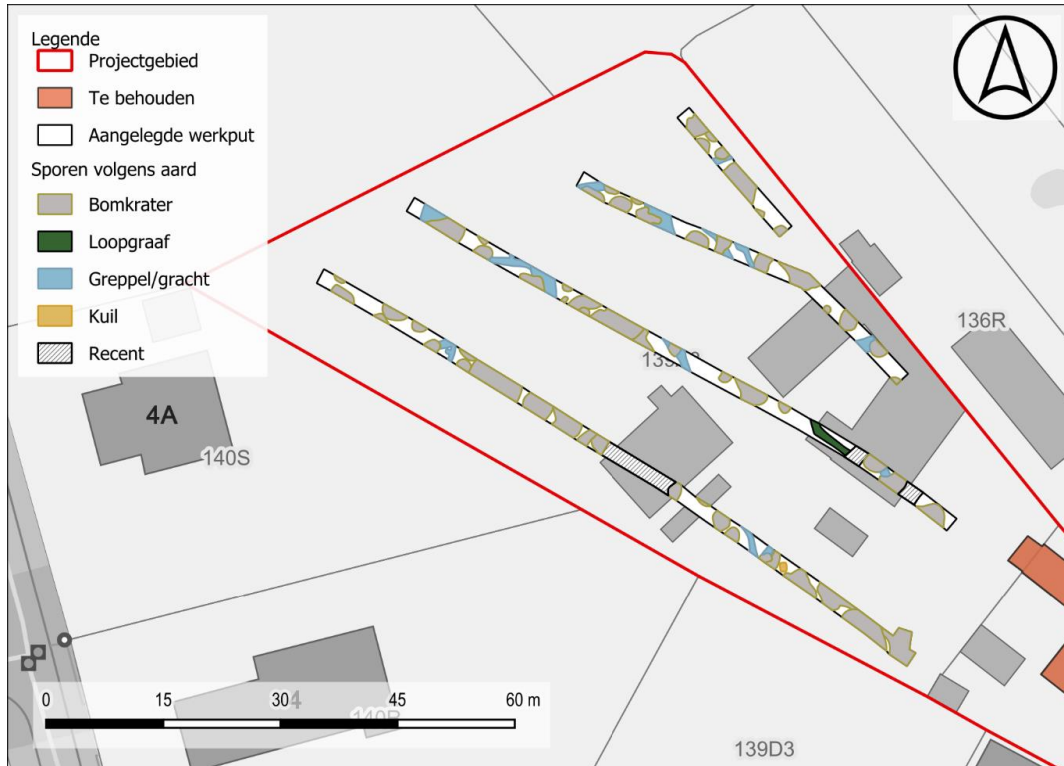 Legende
Projectgebied
Te behouden
Aangelegde werkput
Sporen volgens aard
Bomkrater
Loopgraaf
Greppel/gracht
Kuil
Recent
136R
4A
140S
0 15 30 45 60 m
139D3